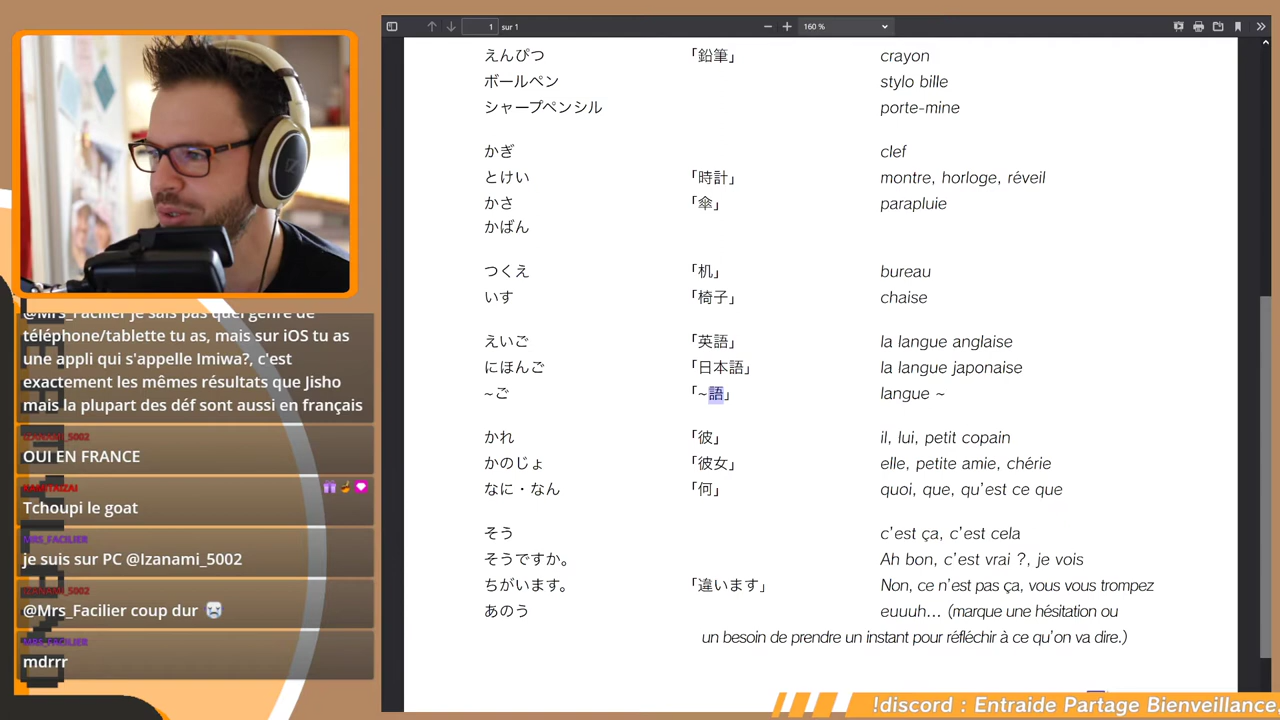 1 sur 1 160 %
えんぴつ 「鉛筆」 crayon
ボールペン stylo bille
シャープペンシル porte-mine
かぎ clef
とけい 「時計」 montre, horloge, réveil
かさ 「傘」 parapluie
かばん
つくえ 「机」 bureau
いす 「椅子」 chaise
えいご 「英語」 la langue anglaise
にほんご 「日本語」 la langue japonaise
~ご 「~語」 langue ~
かれ 「彼」 il, lui, petit copain
かのじょ 「彼女」 elle, petite amie, chérie
なに・なん 「何」 quoi, que, qu’est ce que
そう c’est ça, c’est cela
そうですか。 Ah bon, c’est vrai ?, je vois
ちがいます。 「違います」 Non, ce n’est pas ça, vous vous trompez
あのう euuuh… (marque une hésitation ou
un besoin de prendre un instant pour réfléchir à ce qu’on va dire.)
@Mrs_Facilier je sais pas quel genre de
téléphone/tablette tu as, mais sur iOS tu as
une appli qui s'appelle Imiwa?, c'est
exactement les mêmes résultats que Jisho
mais la plupart des déf sont aussi en français
IZANAMI_5002
OUI EN FRANCE
Tchoupi le goat
MRS_FACILIER
je suis sur PC @Izanami_5002
IZANAMI_5002
@Mrs_Facilier coup dur
MRS_FACILIER
mdrrr
!discord : Entraide Partage Bienveillance